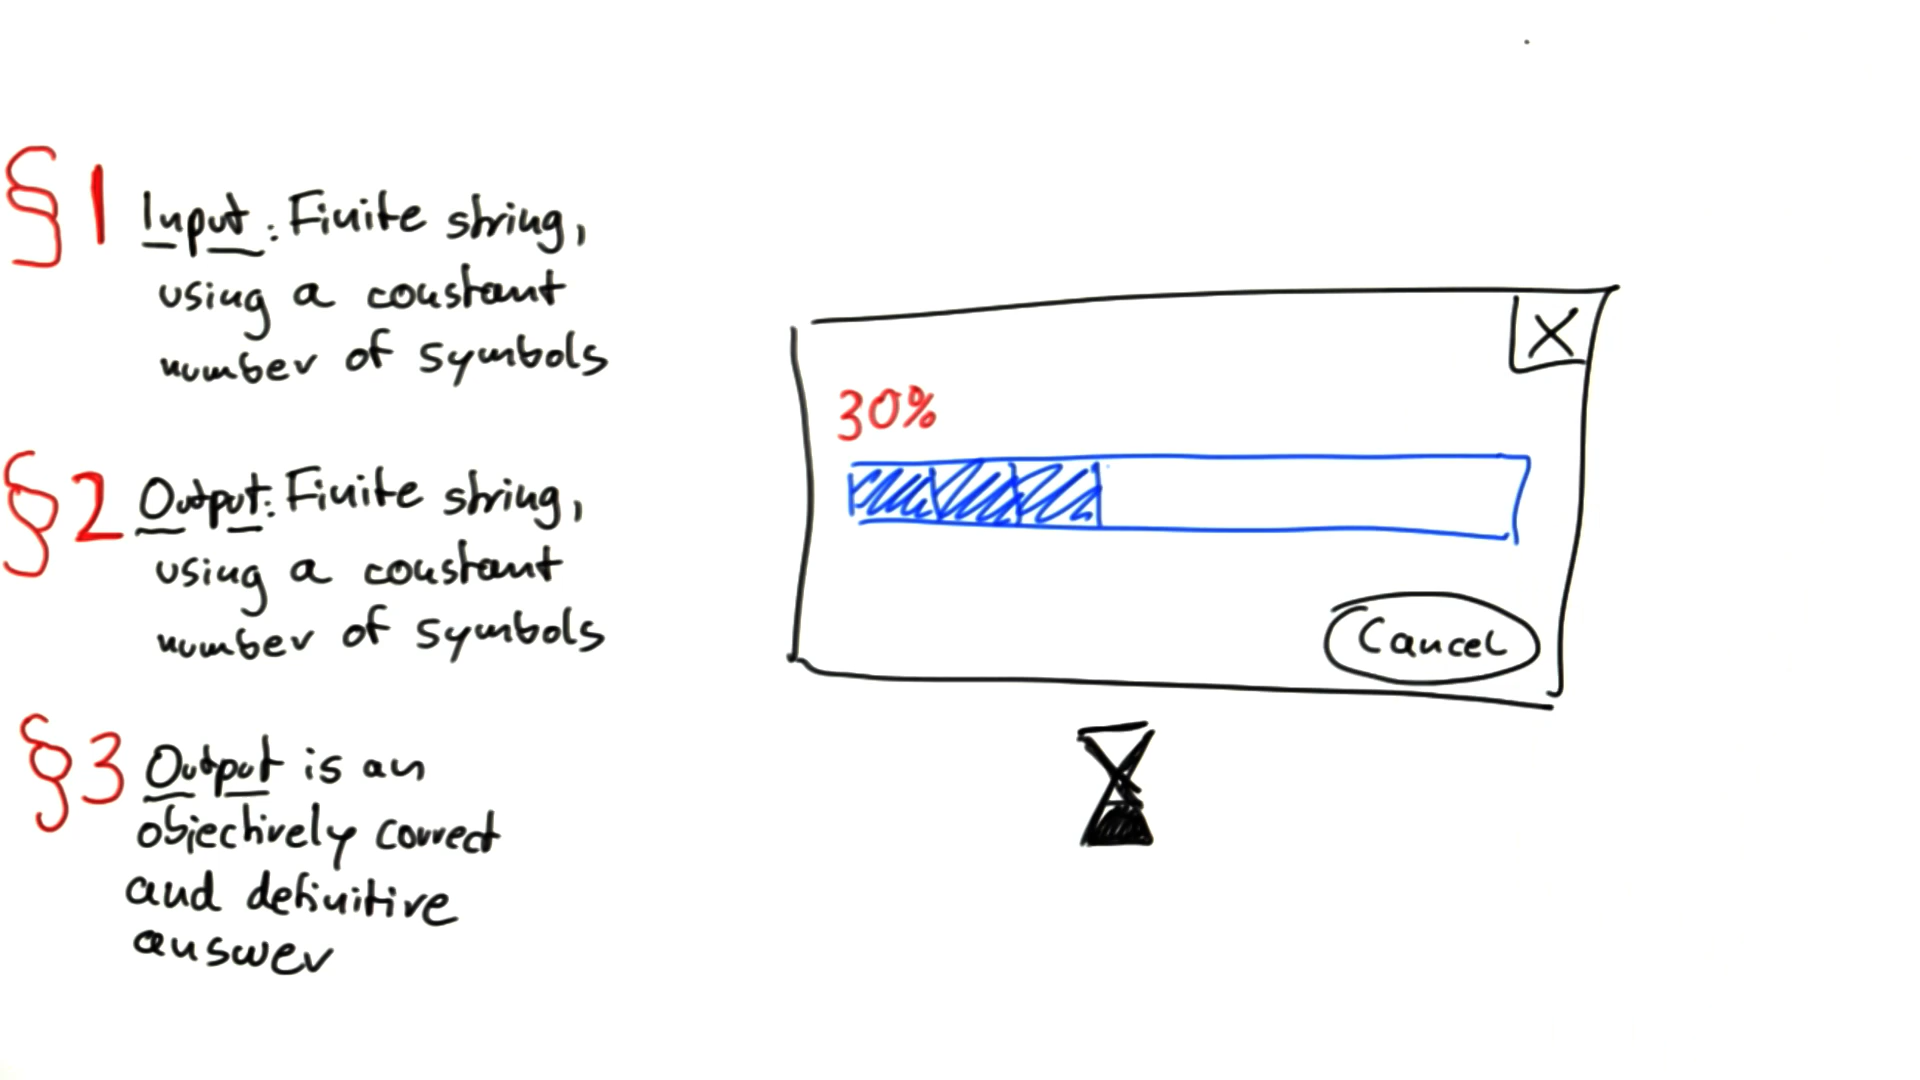 §1 Input: Finite string,
using a constant
number of symbols
§2 Output: Finite string,
using a constant
number of symbols
§3 Output is an
objectively correct
and definitive
answer
X
30%
Cancel